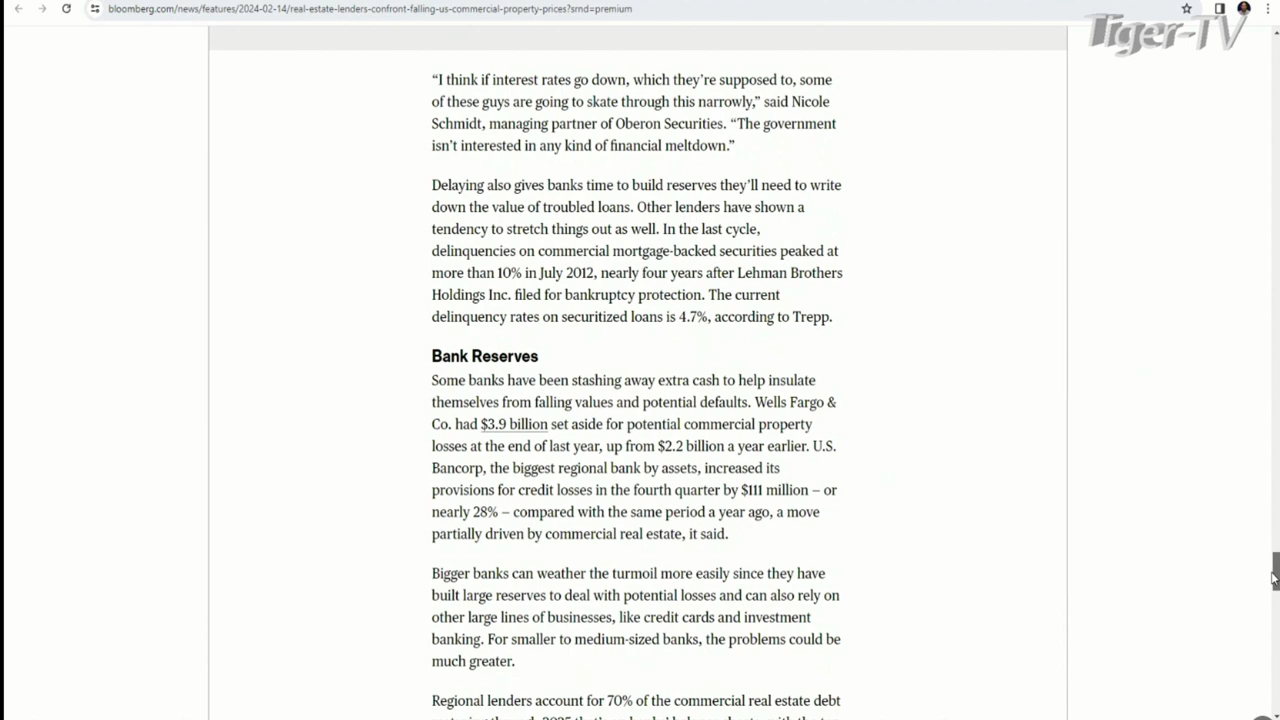 bloomberg.com/news/features/2024-02-14/real-estate-lenders-confront-falling-us-commercial-property-prices?srnd=premium
Tiger-TV
“I think if interest rates go down, which they’re supposed to, some
of these guys are going to skate through this narrowly,” said Nicole
Schmidt, managing partner of Oberon Securities. “The government
isn’t interested in any kind of financial meltdown.”
Delaying also gives banks time to build reserves they’ll need to write
down the value of troubled loans. Other lenders have shown a
tendency to stretch things out as well. In the last cycle,
delinquencies on commercial mortgage-backed securities peaked at
more than 10% in July 2012, nearly four years after Lehman Brothers
Holdings Inc. filed for bankruptcy protection. The current
delinquency rates on securitized loans is 4.7%, according to Trepp.
Bank Reserves
Some banks have been stashing away extra cash to help insulate
themselves from falling values and potential defaults. Wells Fargo &
Co. had $3.9 billion set aside for potential commercial property
losses at the end of last year, up from $2.2 billion a year earlier. U.S.
Bancorp, the biggest regional bank by assets, increased its
provisions for credit losses in the fourth quarter by $111 million – or
nearly 28% – compared with the same period a year ago, a move
partially driven by commercial real estate, it said.
Bigger banks can weather the turmoil more easily since they have
built large reserves to deal with potential losses and can also rely on
other large lines of businesses, like credit cards and investment
banking. For smaller to medium-sized banks, the problems could be
much greater.
Regional lenders account for 70% of the commercial real estate debt